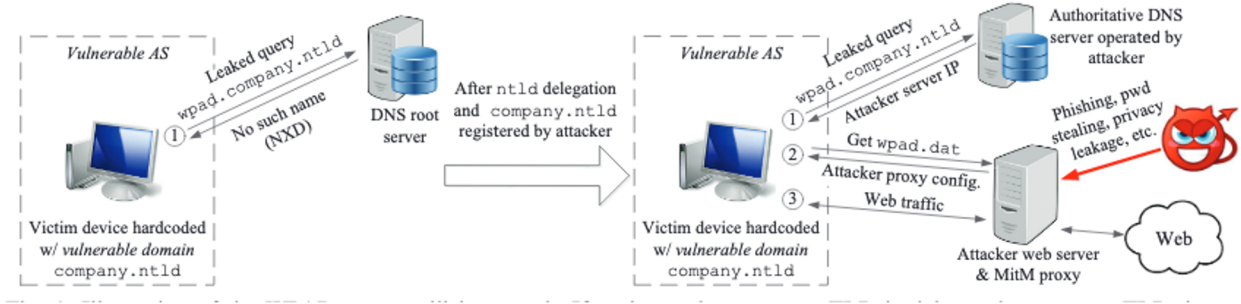 Vulnerable AS
Leaked query
wpad.company.ntld
1
No such name
(NXD)
DNS root
server
Victim device hardcoded
w/ vulnerable domain
company.ntld
After ntld delegation
and company.ntld
registered by attacker
Vulnerable AS
Leaked query
wpad.company.ntld
1
Attacker server IP
Authoritative DNS
server operated by
attacker
2
Get wpad.dat
Attacker proxy config.
3
Web traffic
Phishing, pwd
stealing, privacy
leakage, etc.
Victim device hardcoded
w/ vulnerable domain
company.ntld
Attacker web server
& MitM proxy
Web